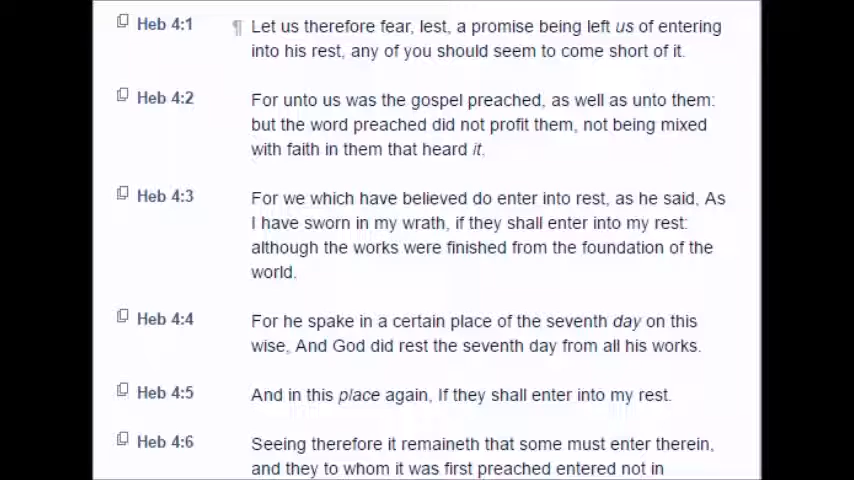 Heb 4:1 ¶ Let us therefore fear, lest, a promise being left us of entering
into his rest, any of you should seem to come short of it.
Heb 4:2 For unto us was the gospel preached, as well as unto them:
but the word preached did not profit them, not being mixed
with faith in them that heard it.
Heb 4:3 For we which have believed do enter into rest, as he said, As
I have sworn in my wrath, if they shall enter into my rest:
although the works were finished from the foundation of the
world.
Heb 4:4 For he spake in a certain place of the seventh day on this
wise, And God did rest the seventh day from all his works.
Heb 4:5 And in this place again, If they shall enter into my rest.
Heb 4:6 Seeing therefore it remaineth that some must enter therein,
and they to whom it was first preached entered not in